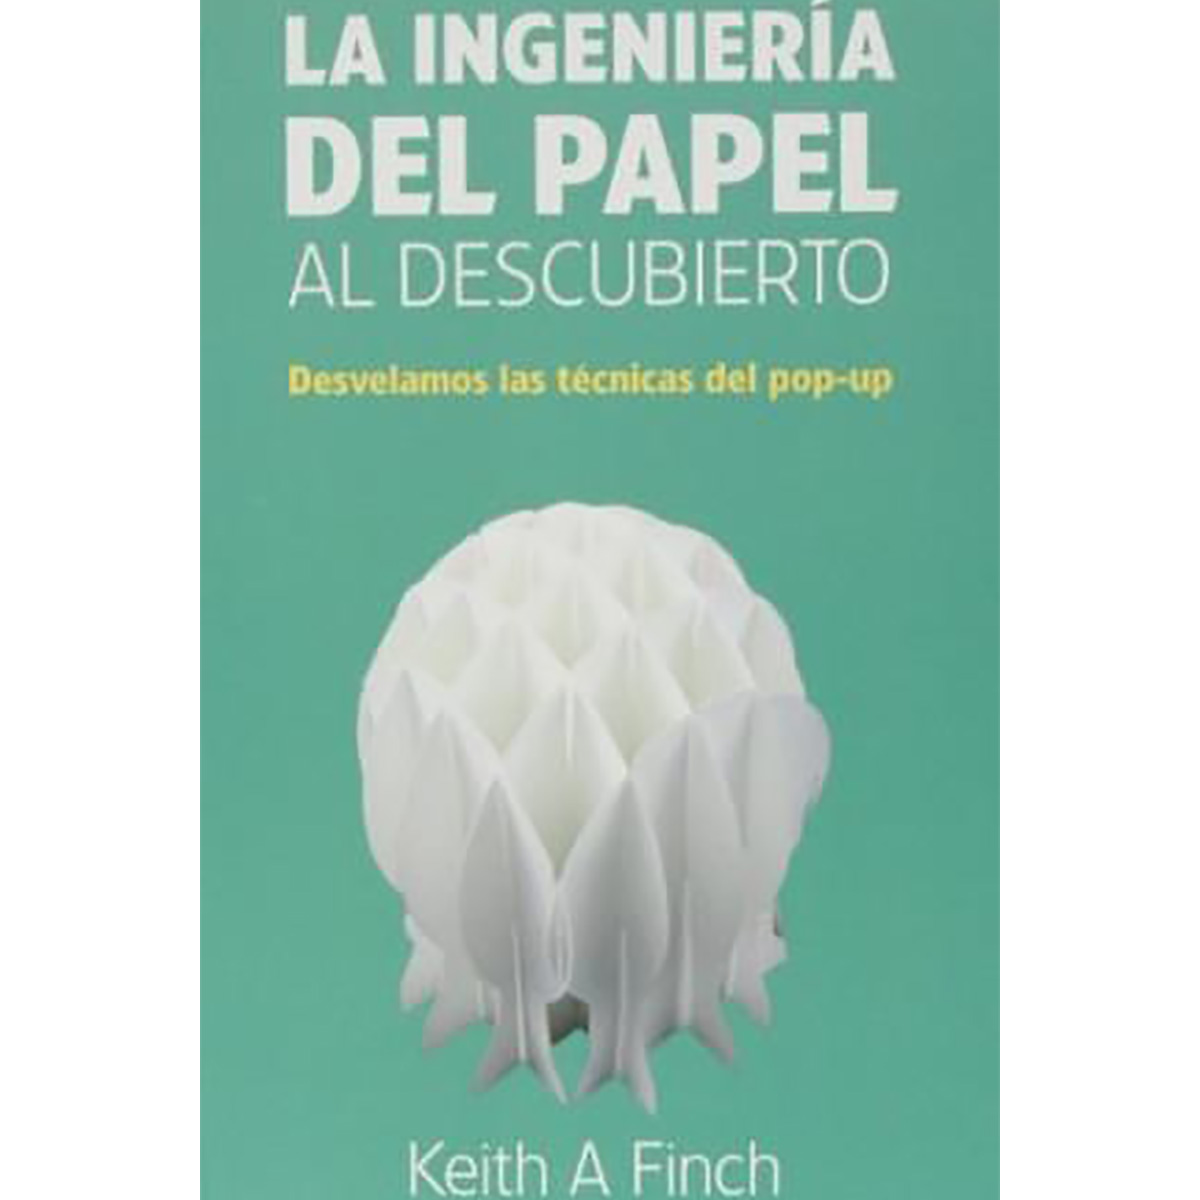 LA INGENIERÍA
DEL PAPEL
AL DESCUBIERTO
Desvelamos las técnicas del pop-up
Keith A Finch